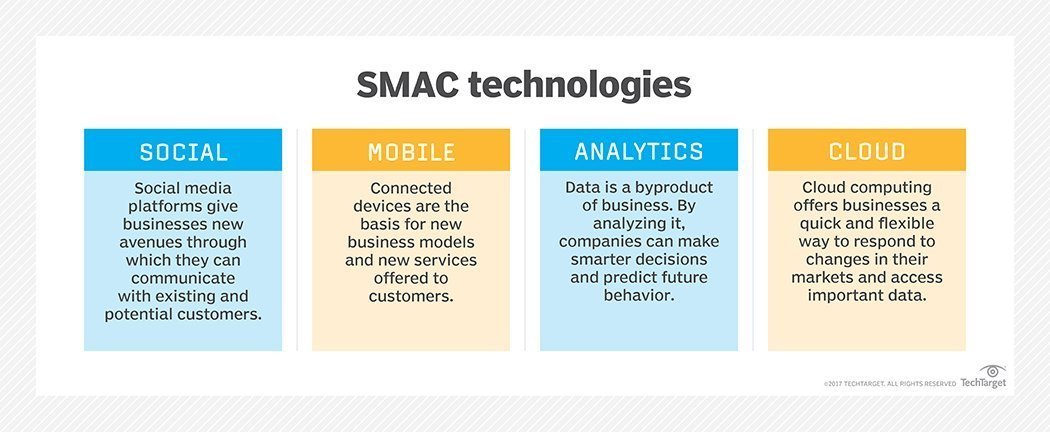 SMAC technologies
SOCIAL
Social media
platforms give
businesses new
avenues through
which they can
communicate
with existing and
potential customers.
MOBILE
Connected
devices are the
basis for new
business models
and new services
offered to
customers.
ANALYTICS
Data is a byproduct
of business. By
analyzing it,
companies can make
smarter decisions
and predict future
behavior.
CLOUD
Cloud computing
offers businesses a
quick and flexible
way to respond to
changes in their
markets and access
important data.
©2017 TECHTARGET. ALL RIGHTS RESERVED TechTarget